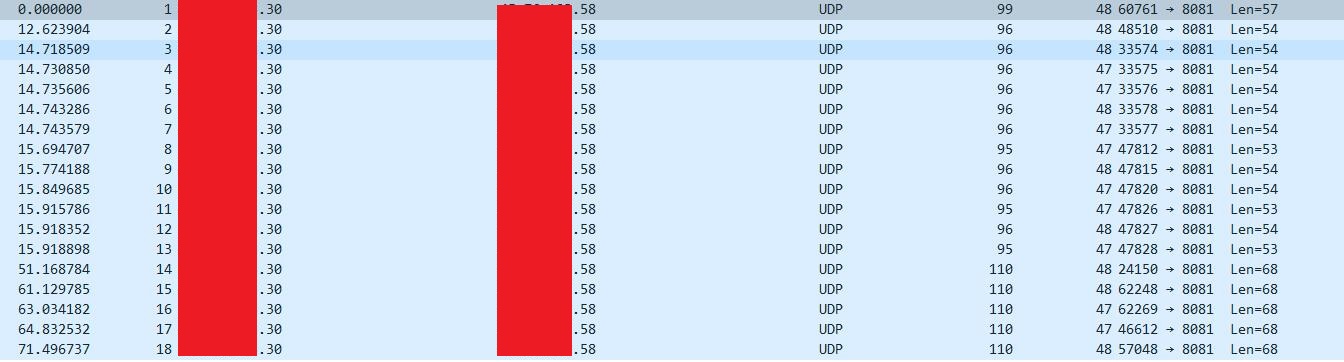 0.000000 1 .30 .58 UDP 99 48 60761 → 8081 Len=57
12.623904 2 .30 .58 UDP 96 48 48510 → 8081 Len=54
14.718509 3 .30 .58 UDP 96 48 33574 → 8081 Len=54
14.730850 4 .30 .58 UDP 96 47 33575 → 8081 Len=54
14.735606 5 .30 .58 UDP 96 47 33576 → 8081 Len=54
14.743286 6 .30 .58 UDP 96 48 33578 → 8081 Len=54
14.743579 7 .30 .58 UDP 96 47 33577 → 8081 Len=54
15.694707 8 .30 .58 UDP 95 47 47812 → 8081 Len=53
15.774188 9 .30 .58 UDP 96 48 47815 → 8081 Len=54
15.849685 10 .30 .58 UDP 96 47 47820 → 8081 Len=54
15.915786 11 .30 .58 UDP 95 47 47826 → 8081 Len=53
15.918352 12 .30 .58 UDP 96 48 47827 → 8081 Len=54
15.918898 13 .30 .58 UDP 95 47 47828 → 8081 Len=53
51.168784 14 .30 .58 UDP 110 48 24150 → 8081 Len=68
61.129785 15 .30 .58 UDP 110 48 62248 → 8081 Len=68
63.034182 16 .30 .58 UDP 110 47 62269 → 8081 Len=68
64.832532 17 .30 .58 UDP 110 47 46612 → 8081 Len=68
71.496737 18 .30 .58 UDP 110 48 57048 → 8081 Len=68